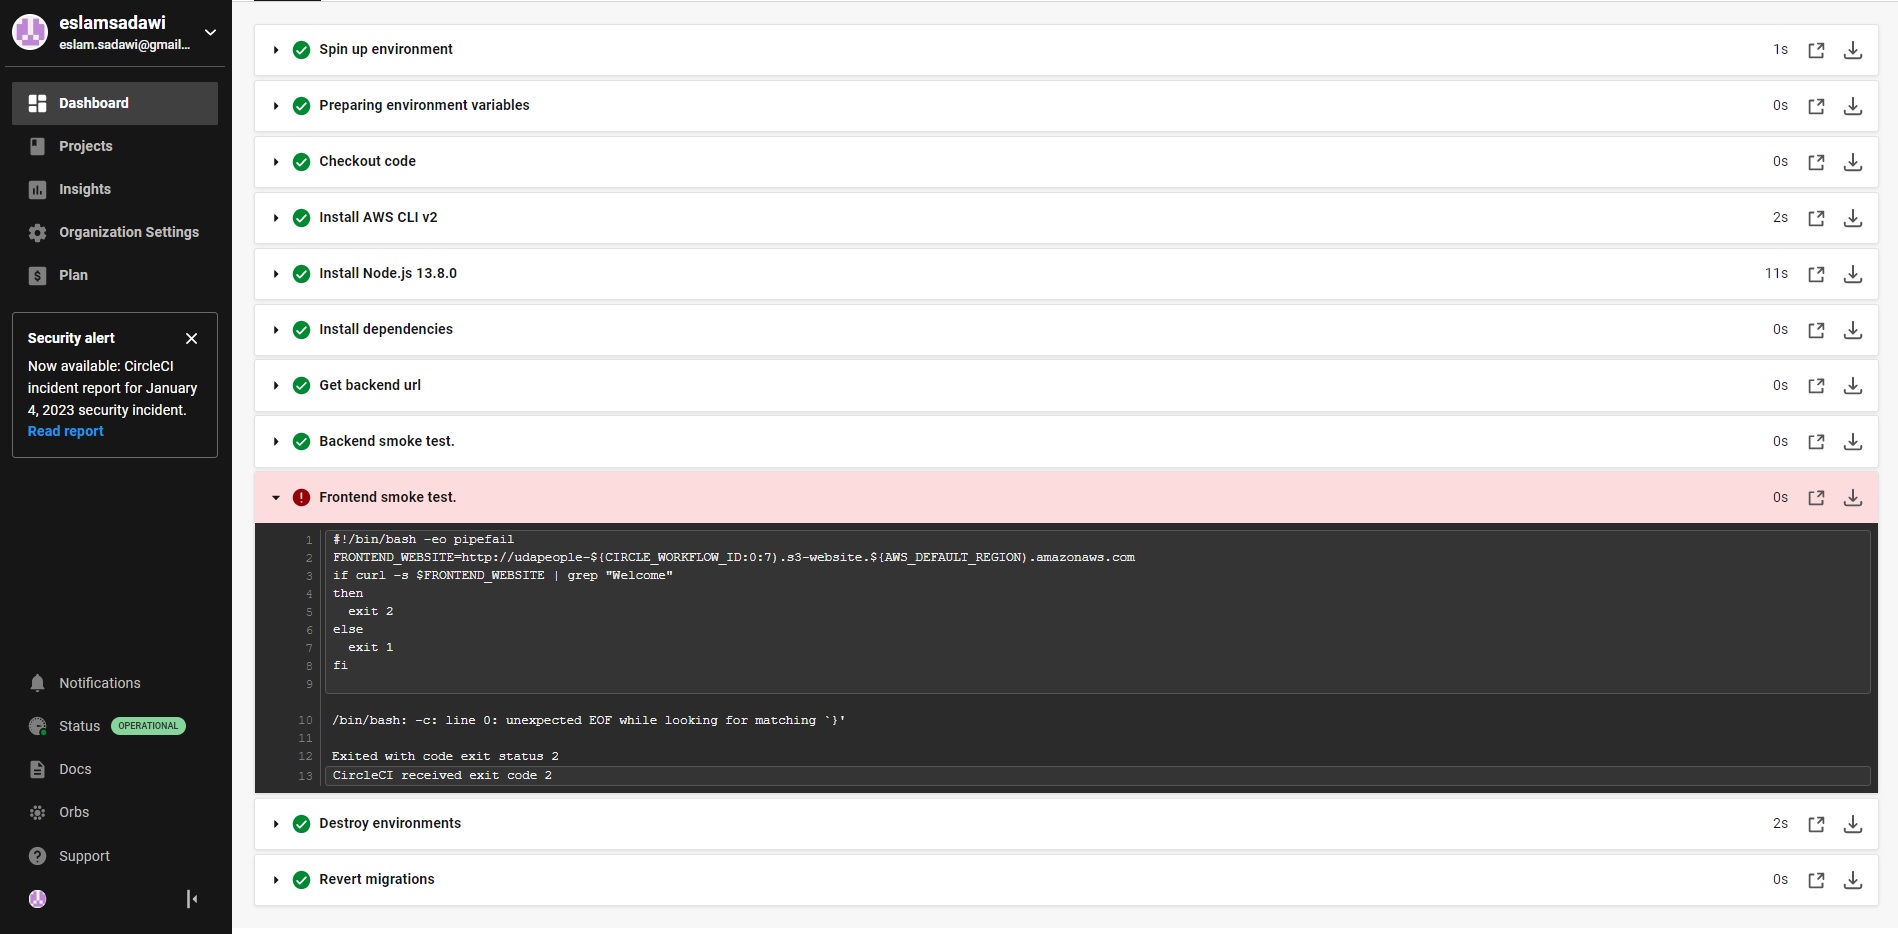 eslamsadawi
eslam.sadawi@gmail...
Dashboard
Projects
Insights
Organization Settings
Plan
Security alert
Now available: CircleCI
incident report for January
4, 2023 security incident.
Read report
Notifications
Status OPERATIONAL
Docs
Orbs
Support
Spin up environment 1s
Preparing environment variables 0s
Checkout code 0s
Install AWS CLI v2 2s
Install Node.js 13.8.0 11s
Install dependencies 0s
Get backend url 0s
Backend smoke test. 0s
Frontend smoke test. 0s
1 #!/bin/bash -eo pipefail
2 FRONTEND_WEBSITE=http://udapeople-${CIRCLE_WORKFLOW_ID:0:7).s3-website.${AWS_DEFAULT_REGION).amazonaws.com
3 if curl -s $FRONTEND_WEBSITE | grep "Welcome"
4 then
5 exit 2
6 else
7 exit 1
8 fi
9
10 /bin/bash: -c: line 0: unexpected EOF while looking for matching `}'
11
12 Exited with code exit status 2
13 CircleCI received exit code 2
Destroy environments 2s
Revert migrations 0s